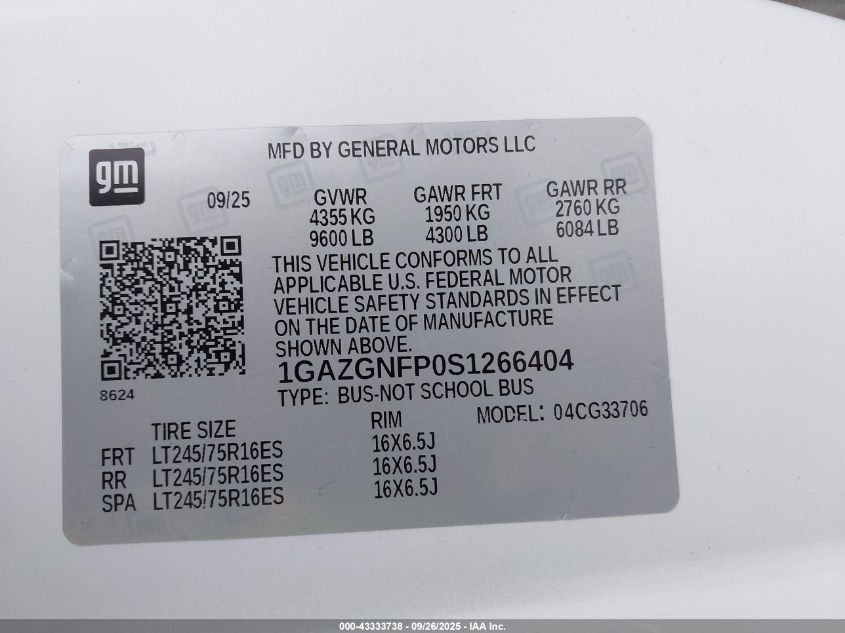 gm
MFD BY GENERAL MOTORS LLC
09/25
GVWR GAWR FRT GAWR RR
4355 KG 1950 KG 2760 KG
9600 LB 4300 LB 6084 LB
THIS VEHICLE CONFORMS TO ALL
APPLICABLE U.S. FEDERAL MOTOR
VEHICLE SAFETY STANDARDS IN EFFECT
ON THE DATE OF MANUFACTURE
SHOWN ABOVE.
1GAZGNFP0S1266404
8624
TYPE: BUS-NOT SCHOOL BUS
MODEL: 04CG33706
TIRE SIZE RIM
FRT LT245/75R16ES 16X6.5J
RR LT245/75R16ES 16X6.5J
SPA LT245/75R16ES 16X6.5J
000-43333738 - 09/26/2025 - IAA Inc.